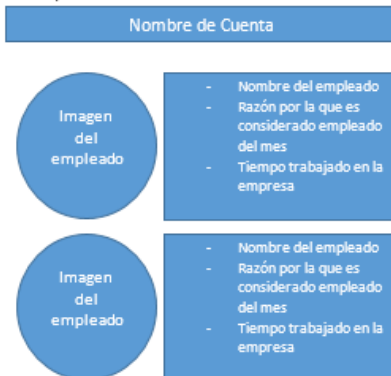 Nombre de Cuenta
Imagen
del
empleado
- Nombre del empleado
- Razón por la que es
considerado empleado
del mes
- Tiempo trabajado en la
empresa
Imagen
del
empleado
- Nombre del empleado
- Razón por la que es
considerado empleado
del mes
- Tiempo trabajado en la
empresa